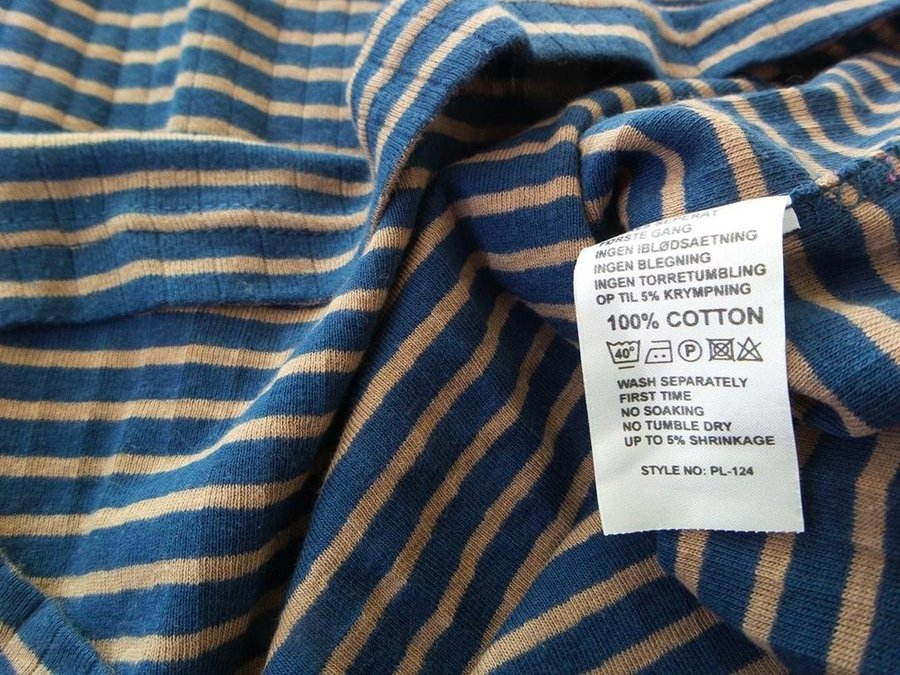 SEPERAT
FØRSTE GANG
INGEN IBLØDSAETNING
INGEN BLEGNING
INGEN TORRETUMBLING
OP TIL 5% KRYMPNING
100% COTTON
40° P
WASH SEPARATELY
FIRST TIME
NO SOAKING
NO TUMBLE DRY
UP TO 5% SHRINKAGE
STYLE NO: PL-124